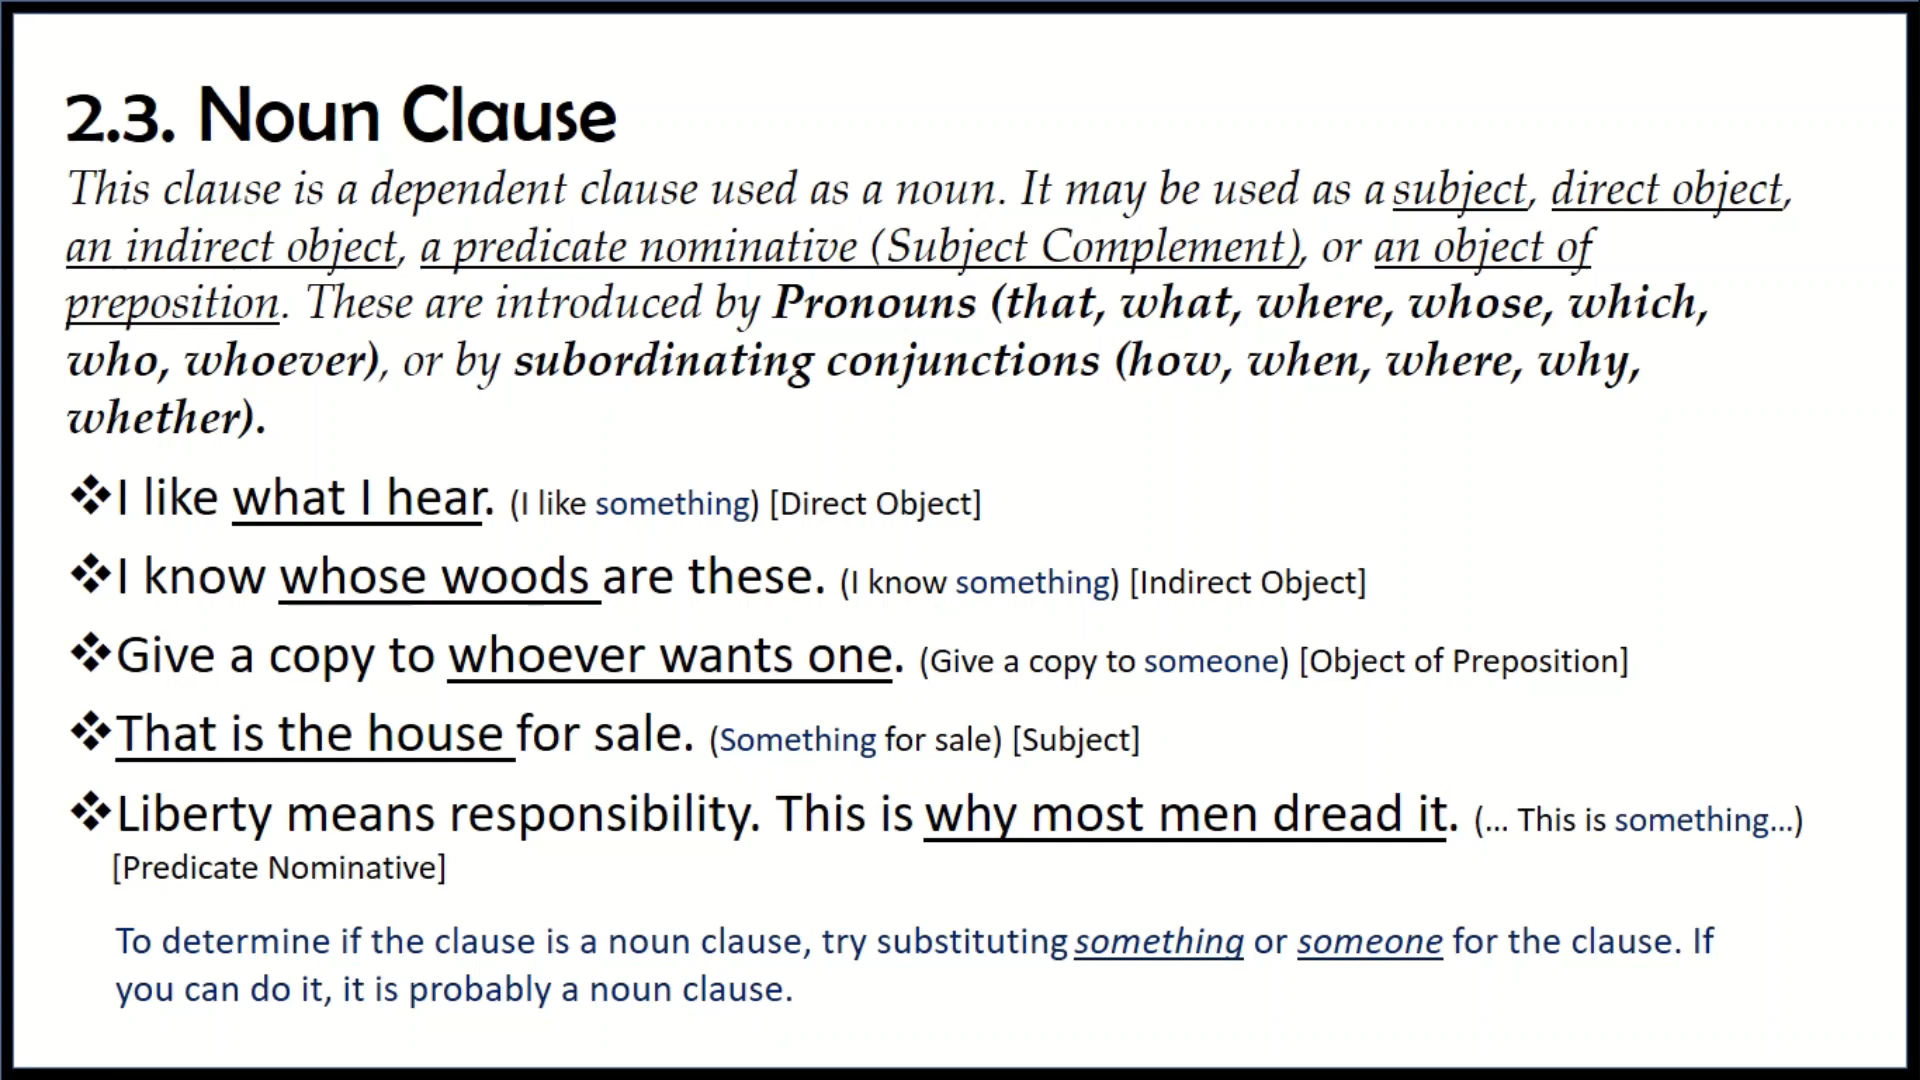 2.3. Noun Clause
This clause is a dependent clause used as a noun. It may be used as a subject, direct object,
an indirect object, a predicate nominative (Subject Complement), or an object of
preposition. These are introduced by Pronouns (that, what, where, whose, which,
who, whoever), or by subordinating conjunctions (how, when, where, why,
whether).
❖I like what I hear. (I like something) [Direct Object]
❖I know whose woods are these. (I know something) [Indirect Object]
❖Give a copy to whoever wants one. (Give a copy to someone) [Object of Preposition]
❖That is the house for sale. (Something for sale) [Subject]
❖Liberty means responsibility. This is why most men dread it. (... This is something...)
[Predicate Nominative]
To determine if the clause is a noun clause, try substituting something or someone for the clause. If
you can do it, it is probably a noun clause.